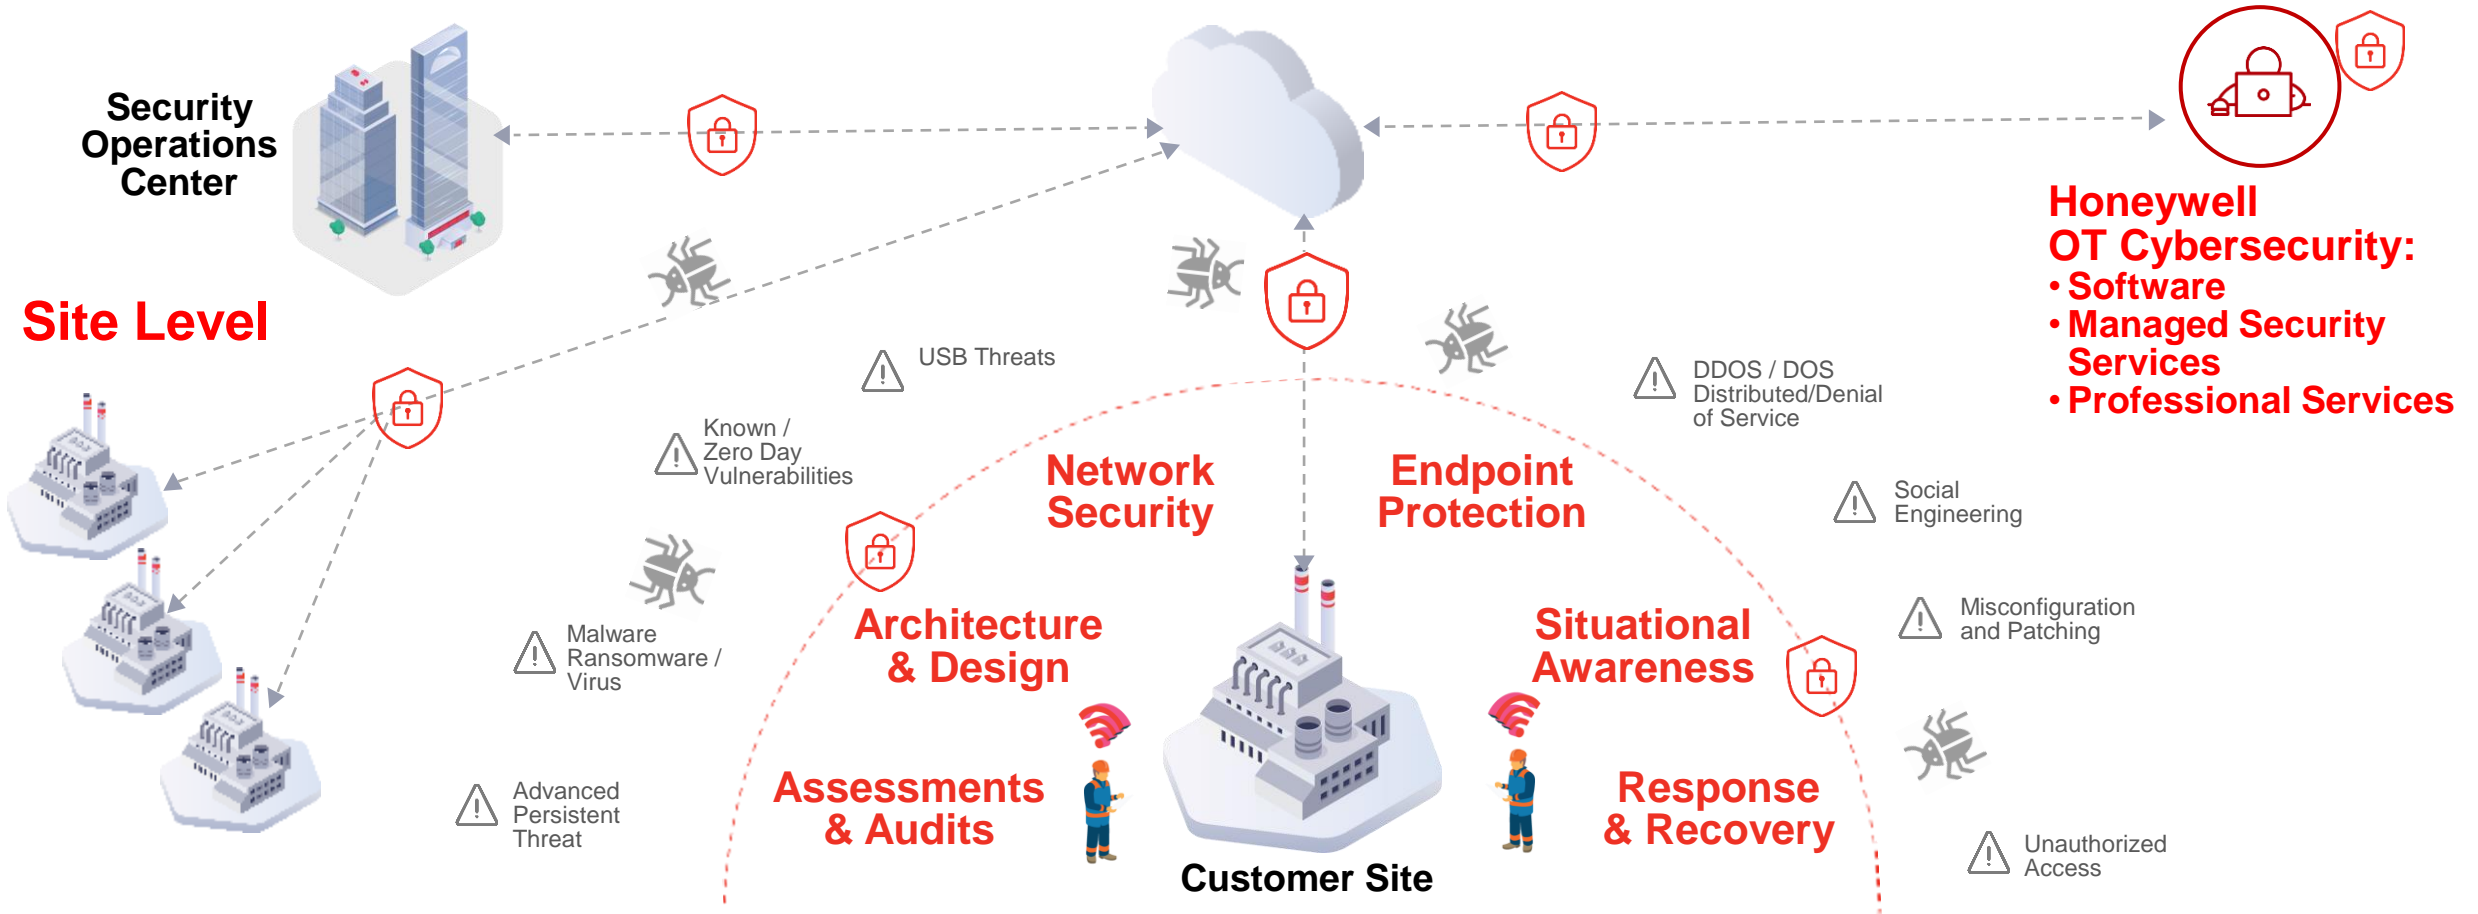 Security
Operations
Center
Site Level
Honeywell
OT Cybersecurity:
• Software
• Managed Security
Services
• Professional Services
USB Threats
DDOS / DOS
Distributed/Denial
of Service
Known /
Zero Day
Vulnerabilities
Network
Security
Endpoint
Protection
Social
Engineering
Malware
Ransomware /
Virus
Architecture
& Design
Situational
Awareness
Misconfiguration
and Patching
Advanced
Persistent
Threat
Assessments
& Audits
Response
& Recovery
Unauthorized
Access
Customer Site